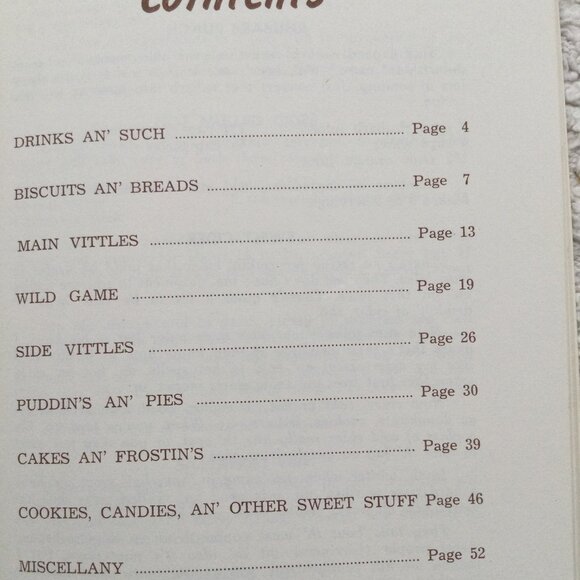 Contents
DRINKS AN' SUCH ........................................ Page 4
BISCUITS AN' BREADS ........................................ Page 7
MAIN VITTLES ........................................ Page 13
WILD GAME ........................................ Page 19
SIDE VITTLES ........................................ Page 26
PUDDIN'S AN' PIES ........................................ Page 30
CAKES AN' FROSTIN'S ........................................ Page 39
COOKIES, CANDIES, AN' OTHER SWEET STUFF Page 46
MISCELLANY ........................................ Page 52